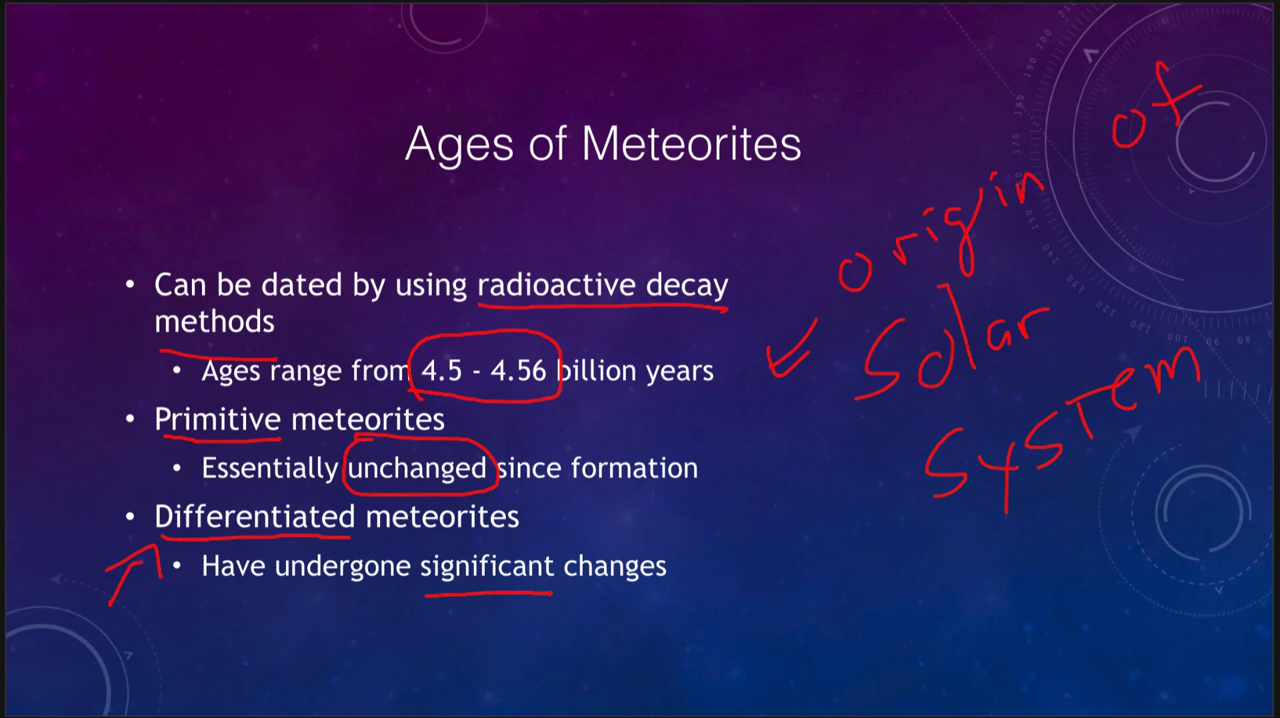 Ages of Meteorites
• Can be dated by using radioactive decay
methods
• Ages range from 4.5 - 4.56 billion years
• Primitive meteorites
• Essentially unchanged since formation
• Differentiated meteorites
• Have undergone significant changes
origin of
Solar
System